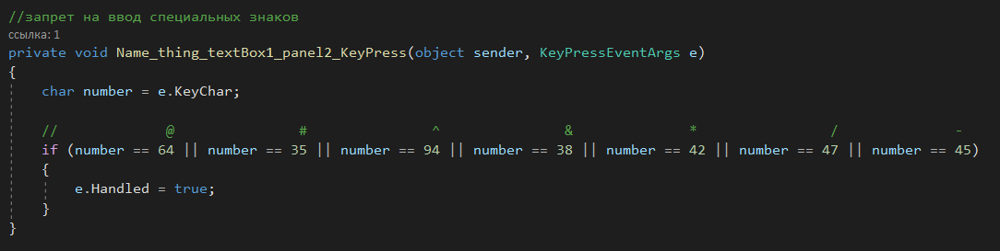 //запрет на ввод специальных знаков
ссылка: 1
private void Name_thing_textBox1_panel2_KeyPress(object sender, KeyPressEventArgs e)
{
char number = e.KeyChar;
// @ # ^ & * / -
if (number == 64 || number == 35 || number == 94 || number == 38 || number == 42 || number == 47 || number == 45)
{
e.Handled = true;
}
}